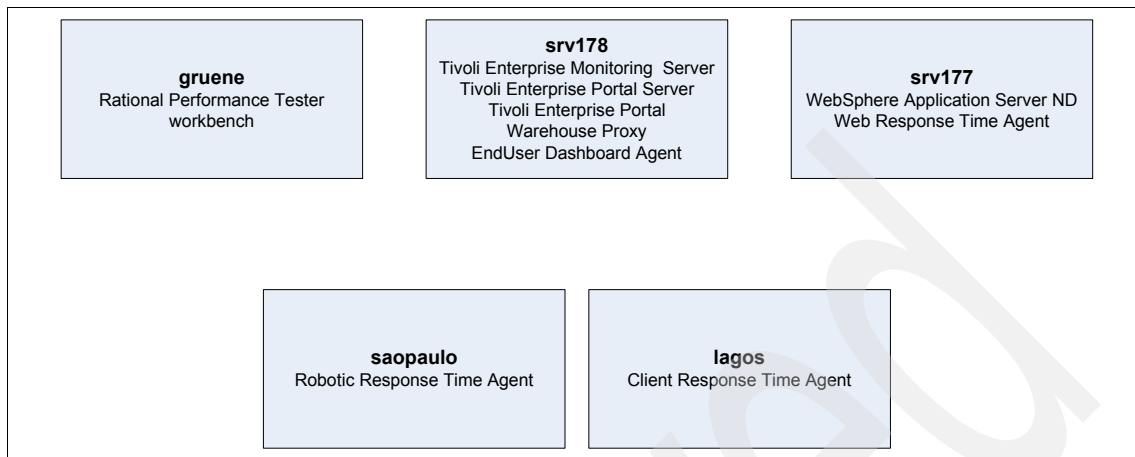 gruene
Rational Performance Tester
workbench
srv178
Tivoli Enterprise Monitoring Server
Tivoli Enterprise Portal Server
Tivoli Enterprise Portal
Warehouse Proxy
EndUser Dashboard Agent
srv177
WebSphere Application Server ND
Web Response Time Agent
saopaulo
Robotic Response Time Agent
lagos
Client Response Time Agent